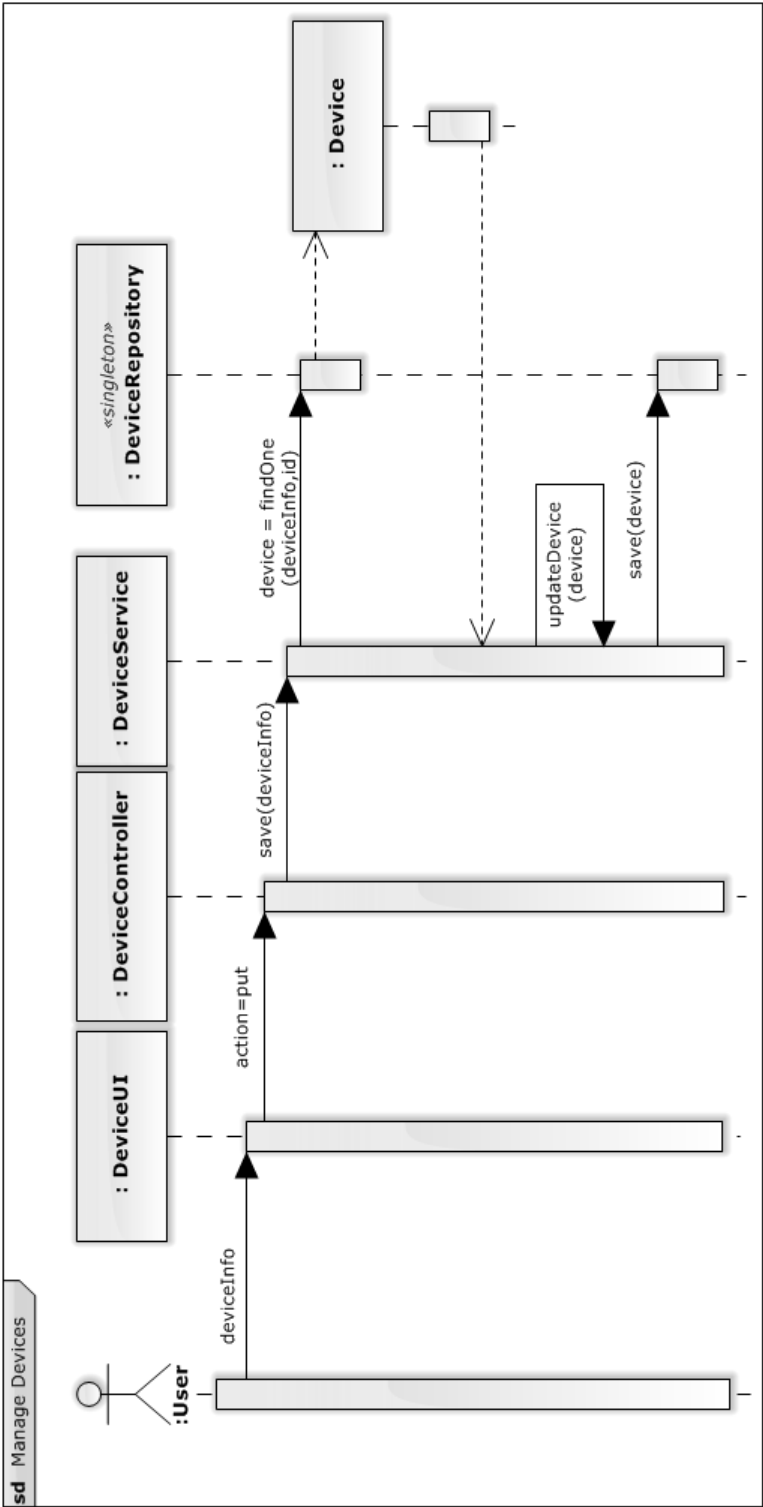 sd Manage Devices
:User
: DeviceUI
: DeviceController
: DeviceService
«singleton»
: DeviceRepository
: Device
deviceInfo
action=put
save(deviceInfo)
device = findOne
(deviceInfo,id)
updateDevice
(device)
save(device)